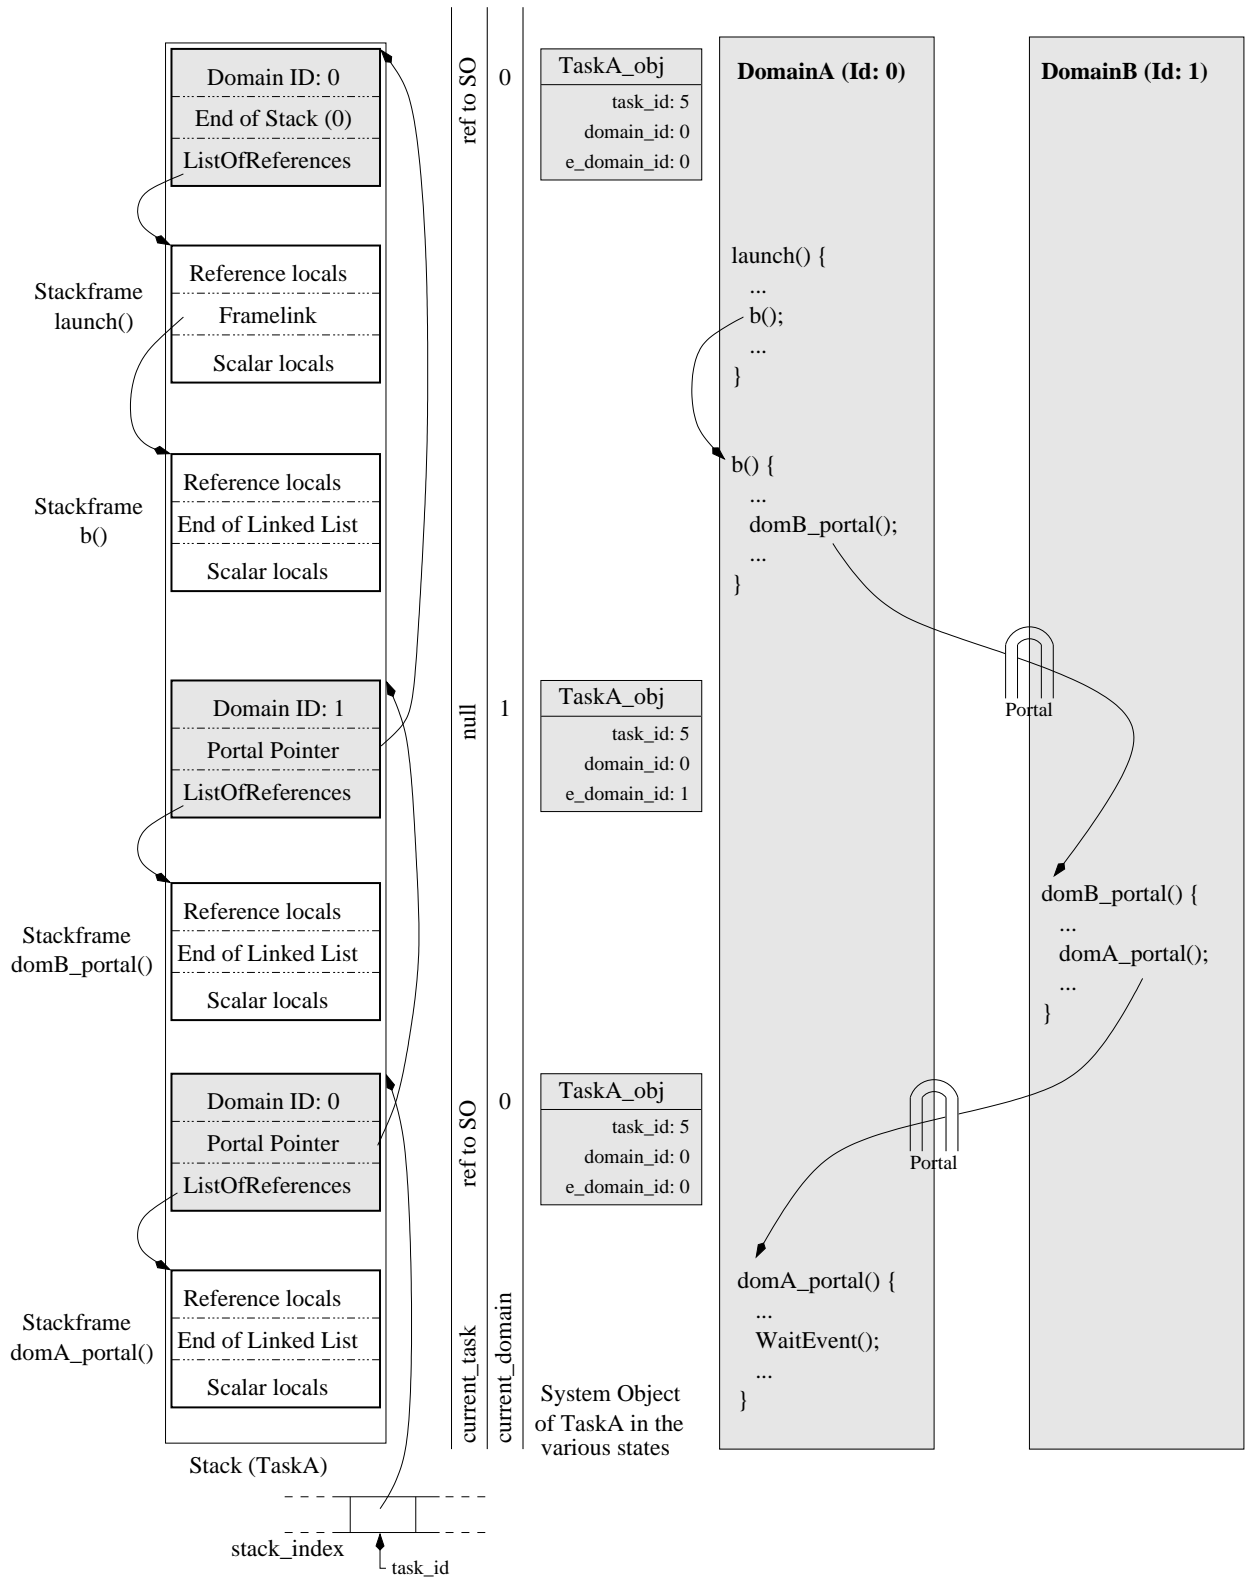 Domain ID: 0
End of Stack (0)
ListOfReferences
Stackframe
launch()
Reference locals
Framelink
Scalar locals
Stackframe
b()
Reference locals
End of Linked List
Scalar locals
Domain ID: 1
Portal Pointer
ListOfReferences
Stackframe
domB_portal()
Reference locals
End of Linked List
Scalar locals
Domain ID: 0
Portal Pointer
ListOfReferences
Stackframe
domA_portal()
Reference locals
End of Linked List
Scalar locals
Stack (TaskA)
stack_index
task_id
ref to SO
null
ref to SO
current_task
0
1
0
current_domain
TaskA_obj
task_id: 5
domain_id: 0
e_domain_id: 0
TaskA_obj
task_id: 5
domain_id: 0
e_domain_id: 1
TaskA_obj
task_id: 5
domain_id: 0
e_domain_id: 0
System Object
of TaskA in the
various states
DomainA (Id: 0)
launch() {
...
b();
...
}
b() {
...
domB_portal();
...
}
Portal
domA_portal() {
...
WaitEvent();
...
}
DomainB (Id: 1)
domB_portal() {
...
domA_portal();
...
}
Portal